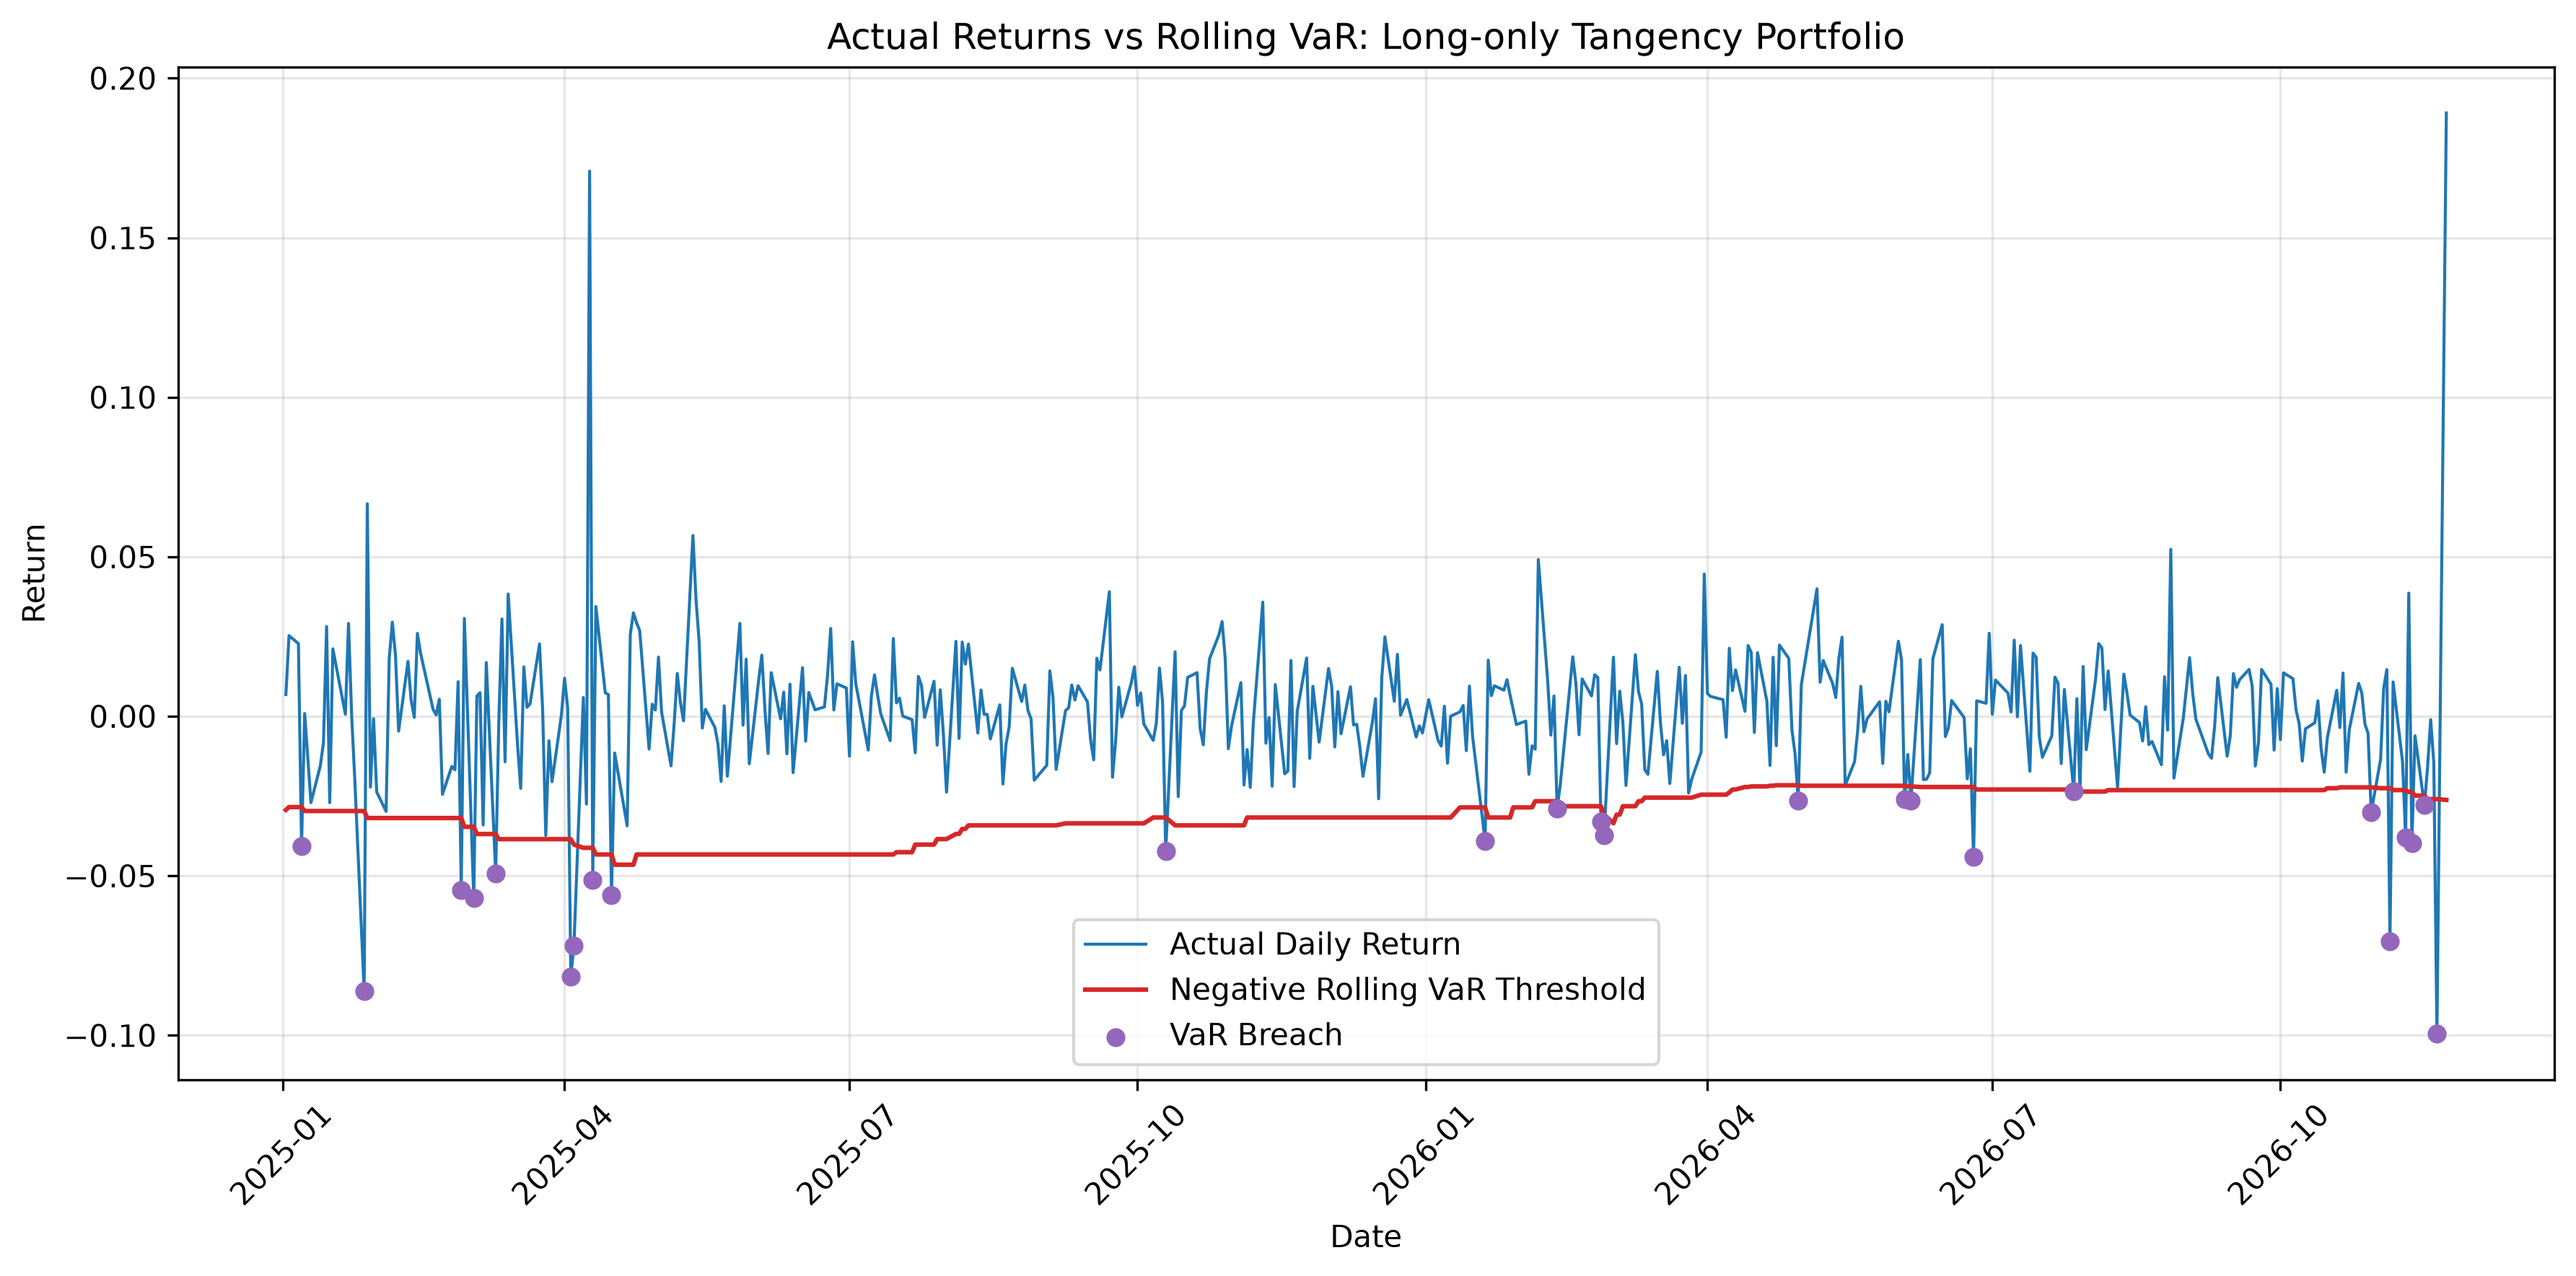 Actual Returns vs Rolling VaR: Long-only Tangency Portfolio
0.20
0.15
0.10
0.05
0.00
−0.05
−0.10
Return
Actual Daily Return
Negative Rolling VaR Threshold
VaR Breach
2025-01
2025-04
2025-07
2025-10
2026-01
2026-04
2026-07
2026-10
Date